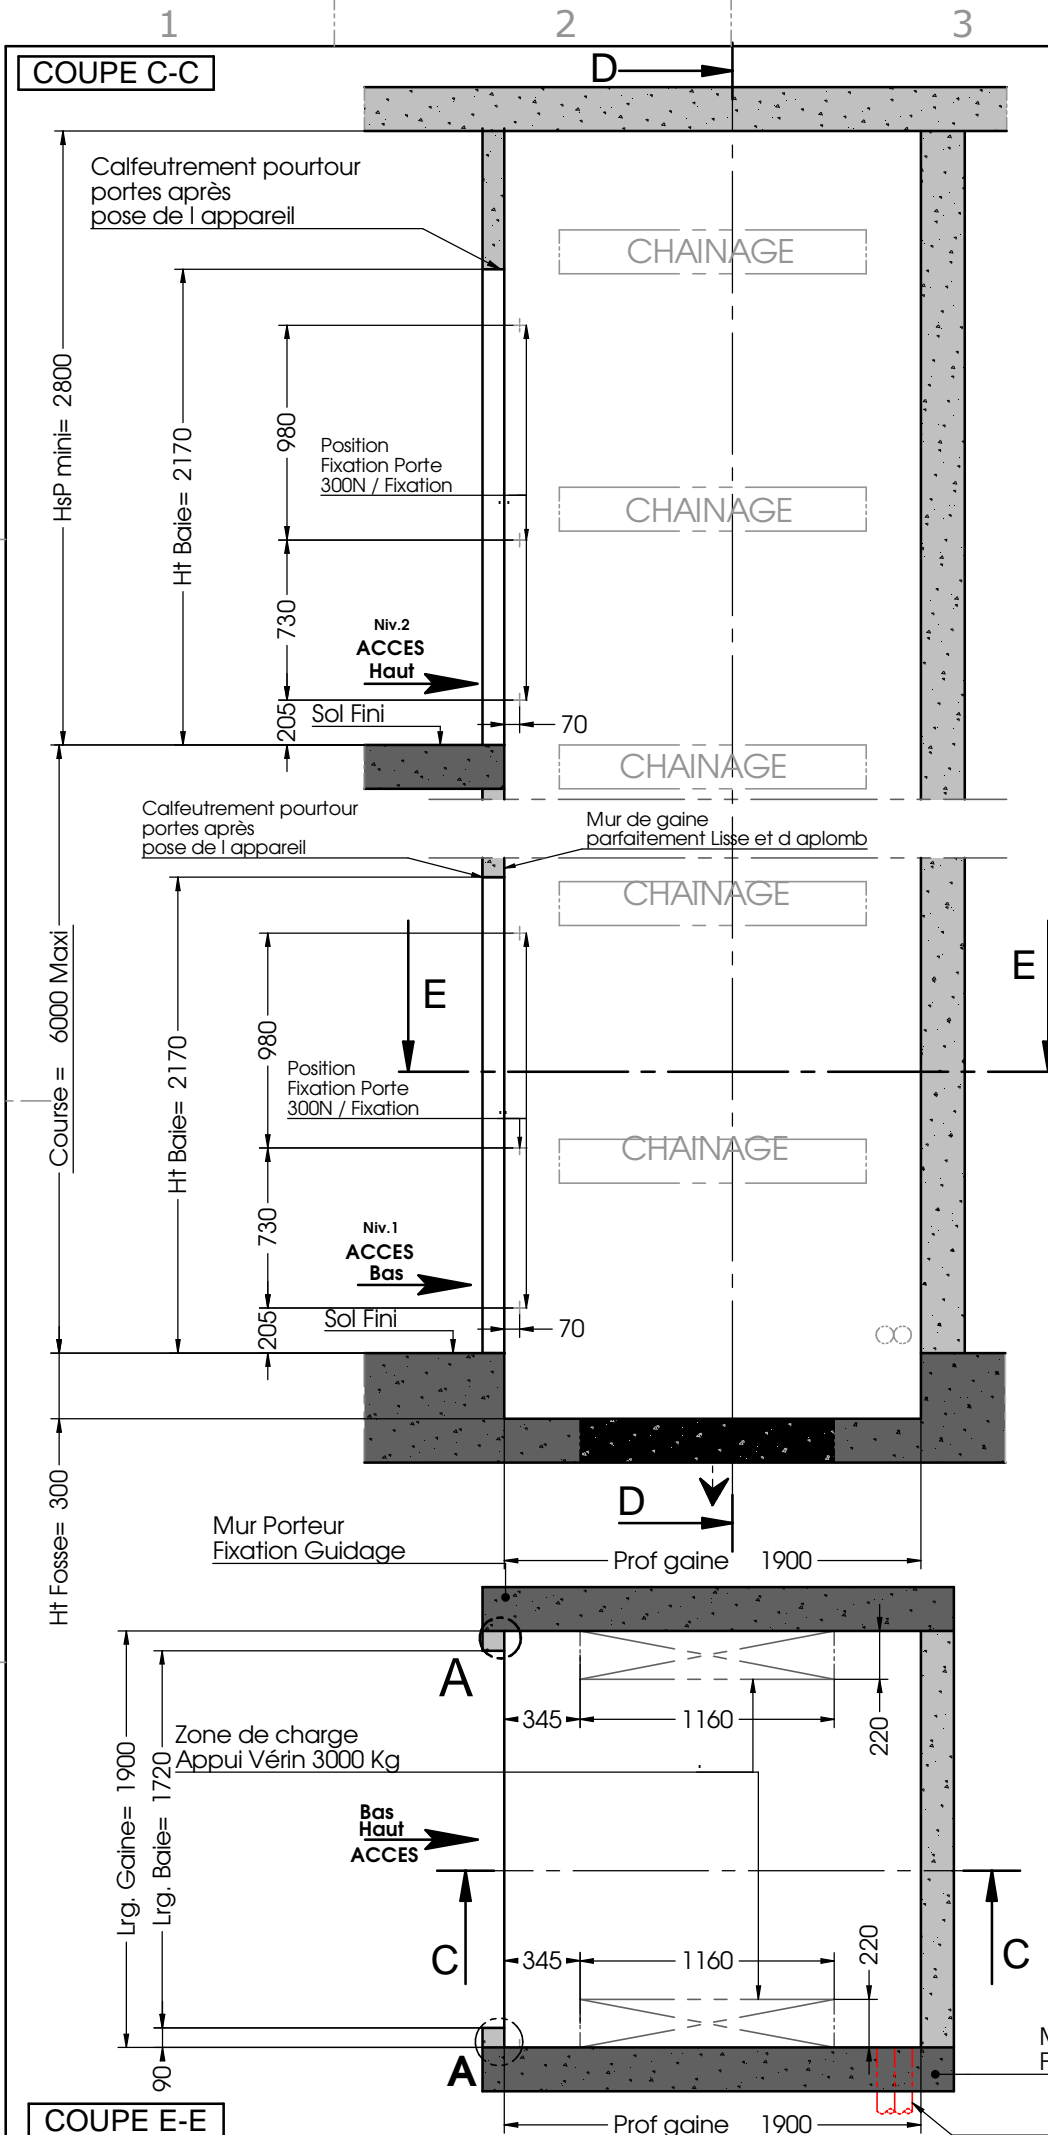 1 2 3
COUPE C-C
D
Calfeutrement pourtour
portes après
pose de l appareil
CHAINAGE
HsP mini= 2800
Ht Baie= 2170
980
Position
Fixation Porte
300N / Fixation
CHAINAGE
730
Niv.2
ACCES
Haut
205
Sol Fini
70
CHAINAGE
Calfeutrement pourtour
portes après
pose de l appareil
Mur de gaine
parfaitement Lisse et d aplomb
CHAINAGE
Course = 6000 Maxi
Ht Baie= 2170
E
E
980
Position
Fixation Porte
300N / Fixation
CHAINAGE
730
Niv.1
ACCES
Bas
205
Sol Fini
70
Ht Fosse= 300
D
Mur Porteur
Fixation Guidage
Prof gaine 1900
A
345
1160
220
Zone de charge
Appui Vérin 3000 Kg
Lrg. Gaine= 1900
Lrg. Baie= 1720
Bas
Haut
ACCES
C
C
345
1160
220
90
A
M
F
COUPE E-E
Prof gaine 1900